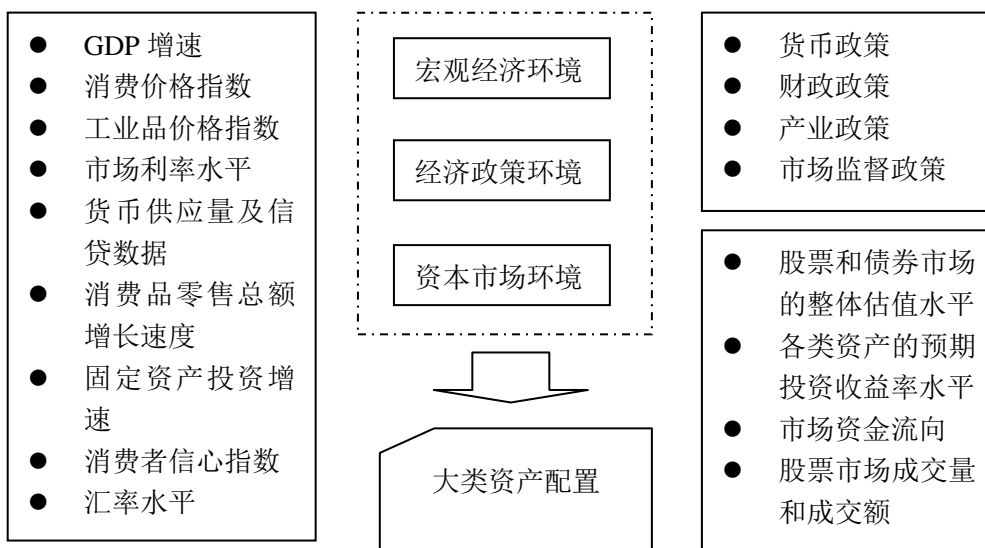 GDP 增速
消费价格指数
工业品价格指数
市场利率水平
货币供应量及信
贷数据
消费品零售总额
增长速度
固定资产投资增
速
消费者信心指数
汇率水平
宏观经济环境
经济政策环境
资本市场环境
大类资产配置
货币政策
财政政策
产业政策
市场监督政策
股票和债券市场
的整体估值水平
各类资产的预期
投资收益率水平
市场资金流向
股票市场成交量
和成交额